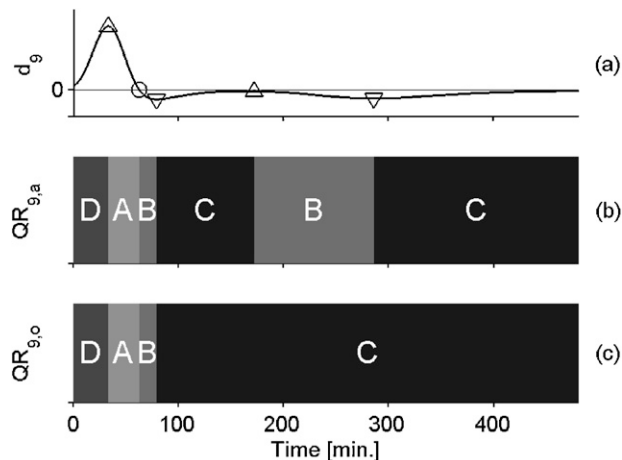 d9
0
(a)
QR9,a
D A B C B C
(b)
QR9,o
D A B C
(c)
0 100 200 300 400
Time [min.]